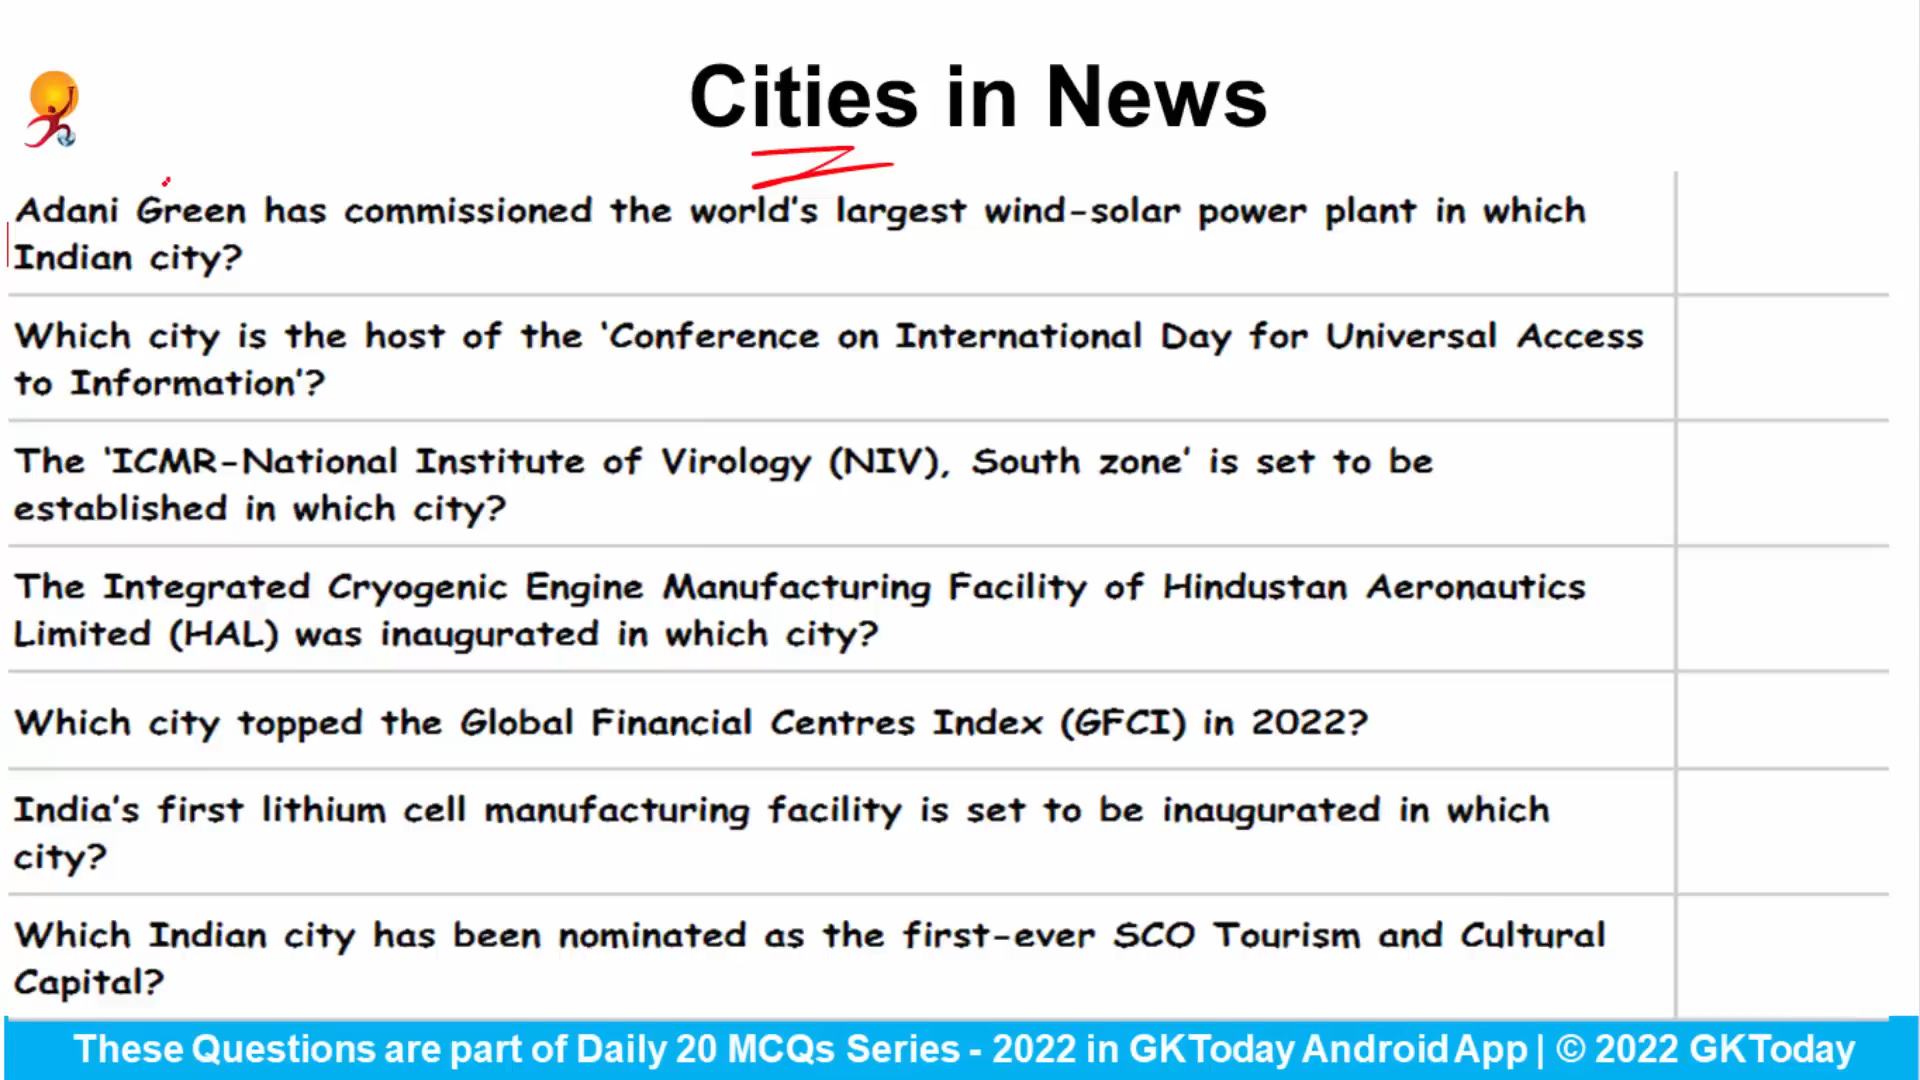 Cities in News
Adani Green has commissioned the world's largest wind-solar power plant in which
Indian city?
Which city is the host of the ‘Conference on International Day for Universal Access
to Information’?
The ‘ICMR-National Institute of Virology (NIV), South zone’ is set to be
established in which city?
The Integrated Cryogenic Engine Manufacturing Facility of Hindustan Aeronautics
Limited (HAL) was inaugurated in which city?
Which city topped the Global Financial Centres Index (GFCI) in 2022?
India’s first lithium cell manufacturing facility is set to be inaugurated in which
city?
Which Indian city has been nominated as the first-ever SCO Tourism and Cultural
Capital?
These Questions are part of Daily 20 MCQs Series - 2022 in GKToday Android App | © 2022 GKToday